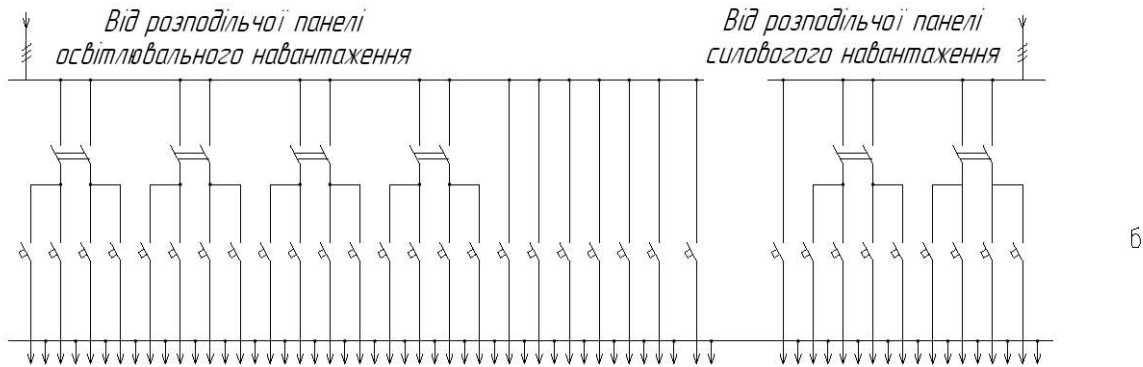 Від розподільчої панелі
освітлювального навантаження
Від розподільчої панелі
силового навантаження
б